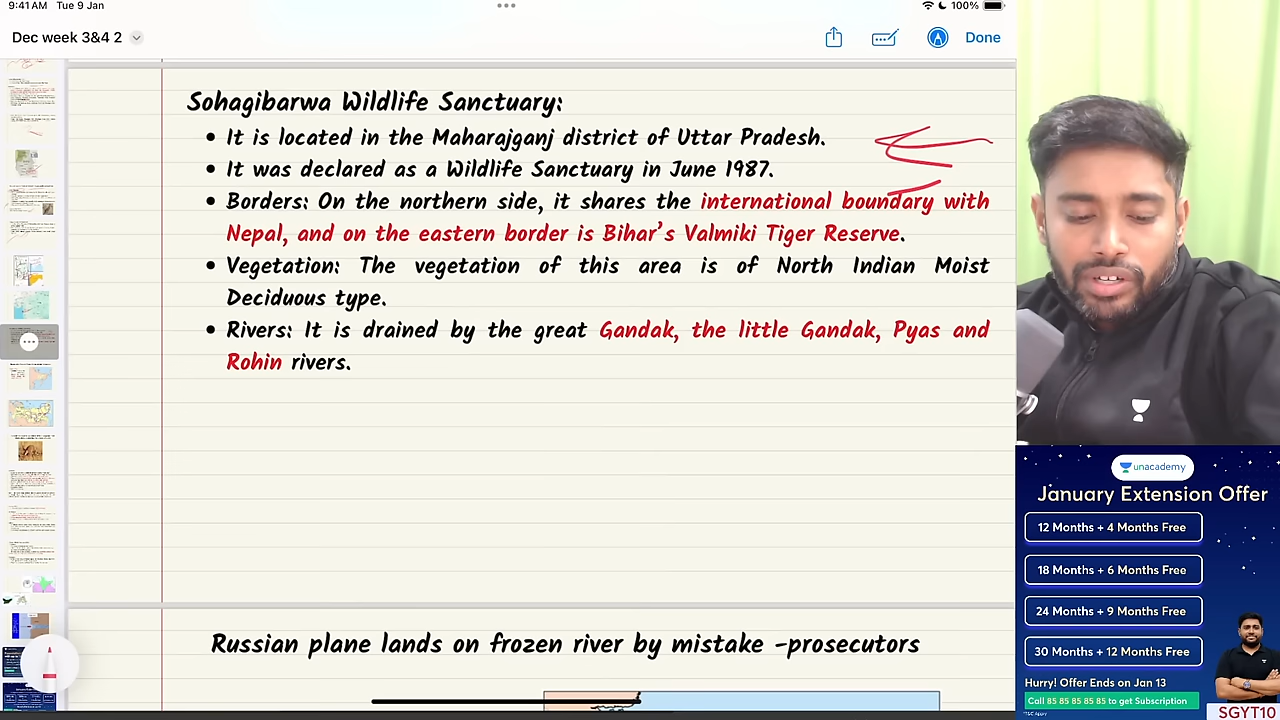 9:41 AM Tue 9 Jan
100%
Dec week 3&4 2
Done
Sohagibarwa Wildlife Sanctuary:
• It is located in the Maharajganj district of Uttar Pradesh.
• It was declared as a Wildlife Sanctuary in June 1987.
• Borders: On the northern side, it shares the international boundary with
Nepal, and on the eastern border is Bihar's Valmiki Tiger Reserve.
• Vegetation: The vegetation of this area is of North Indian Moist
Deciduous type.
• Rivers: It is drained by the great Gandak, the little Gandak, Pyas and
Rohin rivers.
Russian plane lands on frozen river by mistake -prosecutors
unacademy
January Extension Offer
12 Months + 4 Months Free
18 Months + 6 Months Free
24 Months + 9 Months Free
30 Months + 12 Months Free
Hurry! Offer Ends on Jan 13
Call 85 85 85 85 85 to get Subscription
*T&C Apply
SGYT10